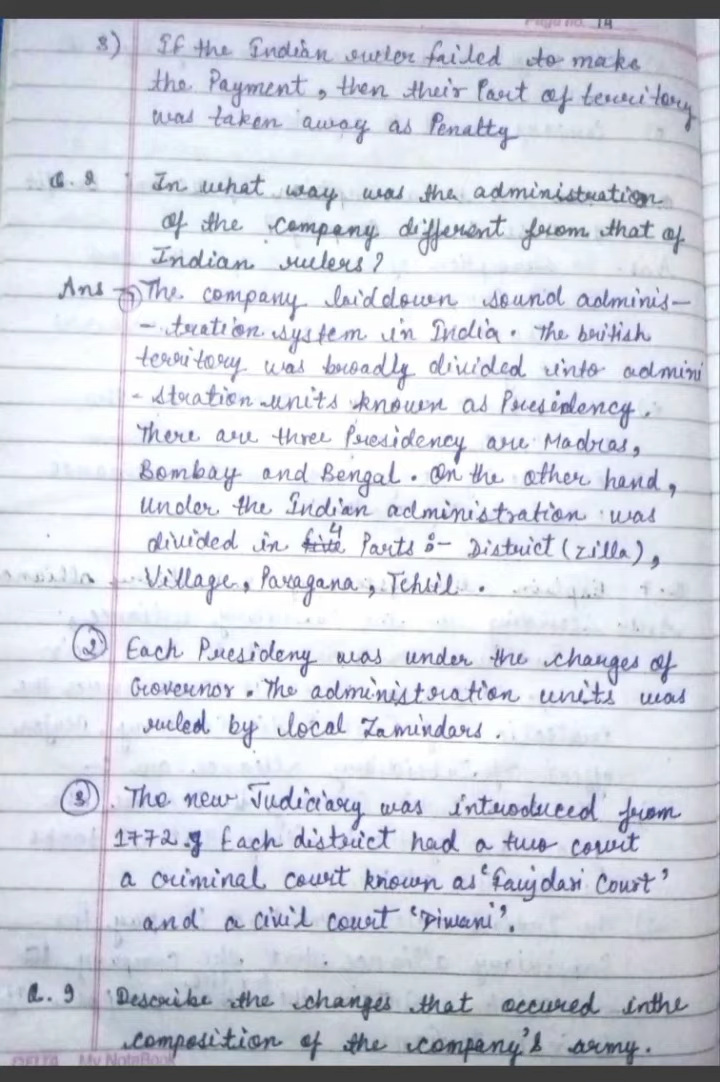 Page no. 14
3) If the Indian ruler failed to make
the Payment, then their Part of territory
was taken away as Penalty
Q. 8 In what way was the administration
of the company different from that of
Indian rulers?
Ans → ① The company laiddown sound adminis-
- tration system in India. The british
territory was broadly divided into admini
- stration units known as Presidency.
There are three Presidency are Madras,
Bombay and Bengal. On the other hand,
under the Indian administration was
divided in five 4 Parts :- District (zilla),
Village, Paragana, Tehsil.
② Each Presideny was under the charges of
Governor. The administration units was
ruled by local Zamindars.
③. The new Judiciary was introduced from
1772. Each district had a two court
a criminal court known as 'Faujdari Court'
and a civil court 'Diwani'.
Q. 9 Describe the changes that occured inthe
composition of the company's army.
My NoteBook